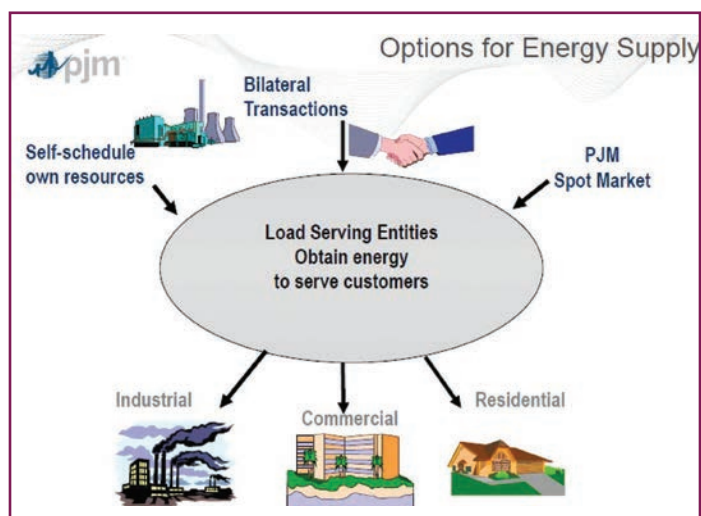 pjm
Options for Energy Supply
Bilateral
Transactions
Self-schedule
own resources
PJM
Spot Market
Load Serving Entities
Obtain energy
to serve customers
Industrial
Commercial
Residential